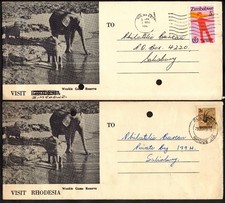 TO
Zimbabwe
Philatelic Bureau
P.O. Box 4220
Salisbury
Wankie Game Reserve
VISIT
TO
Philatelic Bureau
Private Bag 199H
Salisbury
Wankie Game Reserve
VISIT RHODESIA